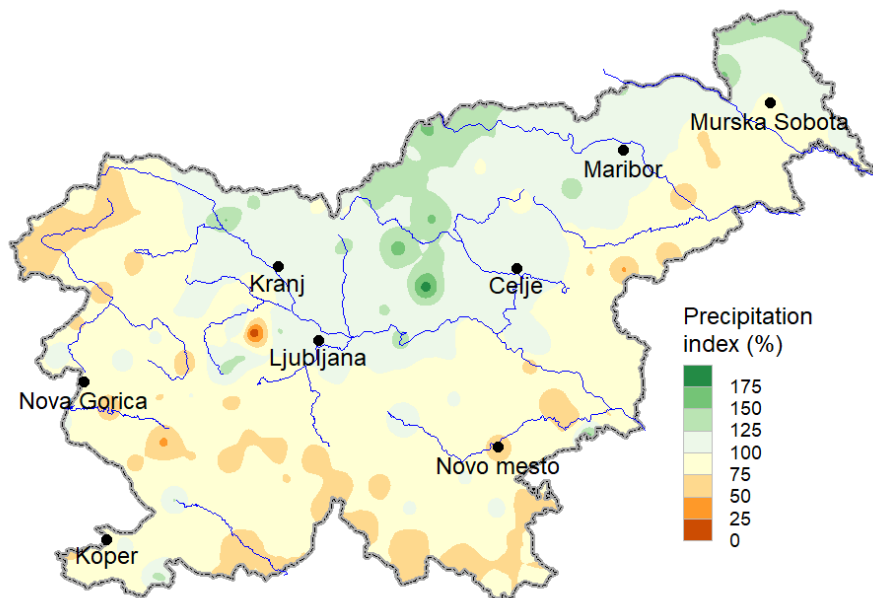 Murska Sobota
Maribor
Kranj
Celje
Ljubljana
Nova Gorica
Novo mesto
Koper
Precipitation
index (%)
175
150
125
100
75
50
25
0